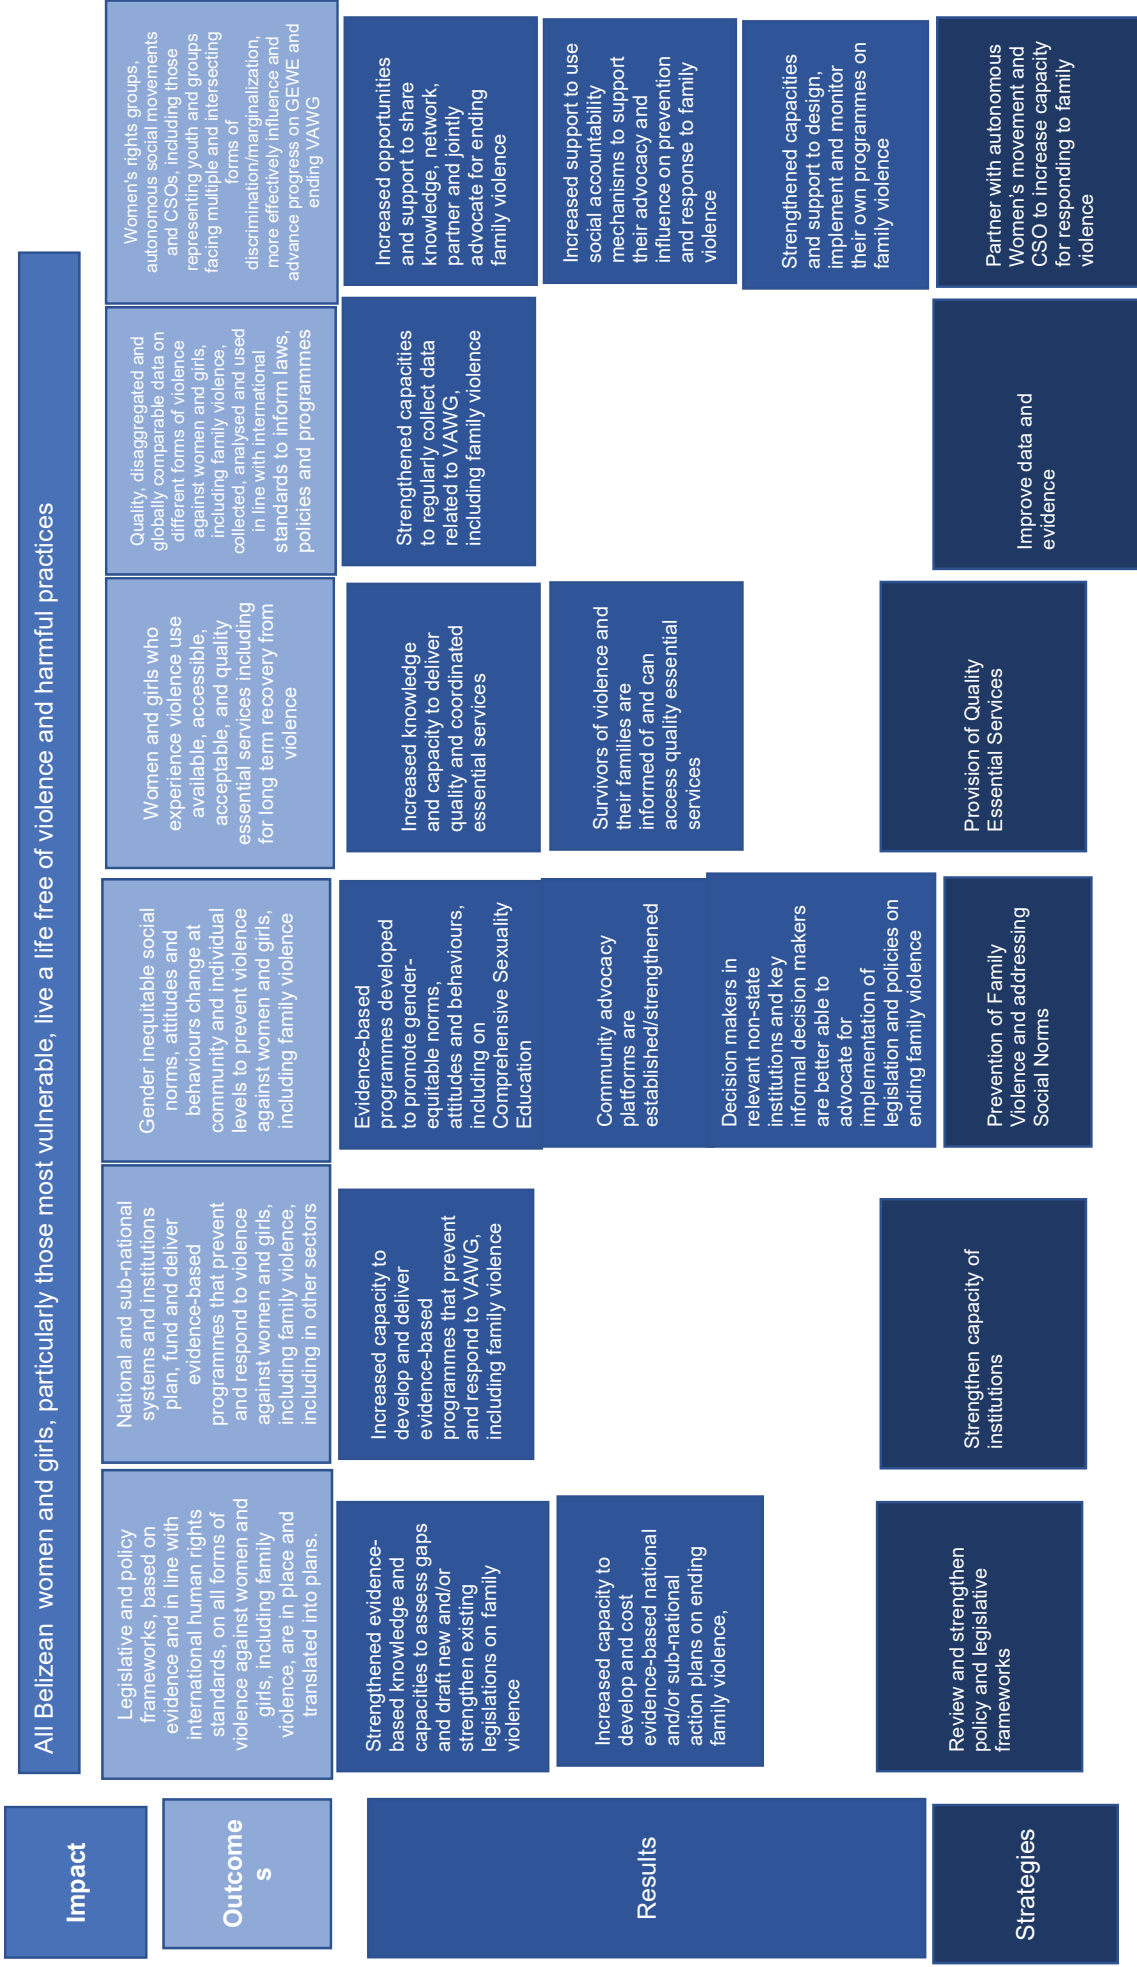 Impact
All Belizean women and girls, particularly those most vulnerable, live a life free of violence and harmful practices
Outcome
s
Legislative and policy
frameworks, based on
evidence and in line with
international human rights
standards, on all forms of
violence against women and
girls, including family
violence, are in place and
translated into plans.
National and sub-national
systems and institutions
plan, fund and deliver
evidence-based
programmes that prevent
and respond to violence
against women and girls,
including family violence,
including in other sectors
Gender inequitable social
norms, attitudes and
behaviours change at
community and individual
levels to prevent violence
against women and girls,
including family violence
Women and girls who
experience violence use
available, accessible,
acceptable, and quality
essential services including
for long term recovery from
violence
Quality, disaggregated and
globally comparable data on
different forms of violence
against women and girls,
including family violence,
collected, analysed and used
in line with international
standards to inform laws,
policies and programmes
Women's rights groups,
autonomous social movements
and CSOs, including those
representing youth and groups
facing multiple and intersecting
forms of
discrimination/marginalization,
more effectively influence and
advance progress on GEWE and
ending VAWG
Results
Strengthened evidence-
based knowledge and
capacities to assess gaps
and draft new and/or
strengthen existing
legislations on family
violence
Increased capacity to
develop and cost
evidence-based national
and/or sub-national
action plans on ending
family violence,
Increased capacity to
develop and deliver
evidence-based
programmes that prevent
and respond to VAWG,
including family violence
Evidence-based
programmes developed
to promote gender-
equitable norms,
attitudes and behaviours,
including on
Comprehensive Sexuality
Education
Community advocacy
platforms are
established/strengthened
Decision makers in
relevant non-state
institutions and key
informal decision makers
are better able to
advocate for
implementation of
legislation and policies on
ending family violence
Increased knowledge
and capacity to deliver
quality and coordinated
essential services
Survivors of violence and
their families are
informed of and can
access quality essential
services
Strengthened capacities
to regularly collect data
related to VAWG,
including family violence
Increased opportunities
and support to share
knowledge, network,
partner and jointly
advocate for ending
family violence
Increased support to use
social accountability
mechanisms to support
their advocacy and
influence on prevention
and response to family
violence
Strengthened capacities
and support to design,
implement and monitor
their own programmes on
family violence
Strategies
Review and strengthen
policy and legislative
frameworks
Strengthen capacity of
institutions
Prevention of Family
Violence and addressing
Social Norms
Provision of Quality
Essential Services
Improve data and
evidence
Partner with autonomous
Women's movement and
CSO to increase capacity
for responding to family
violence